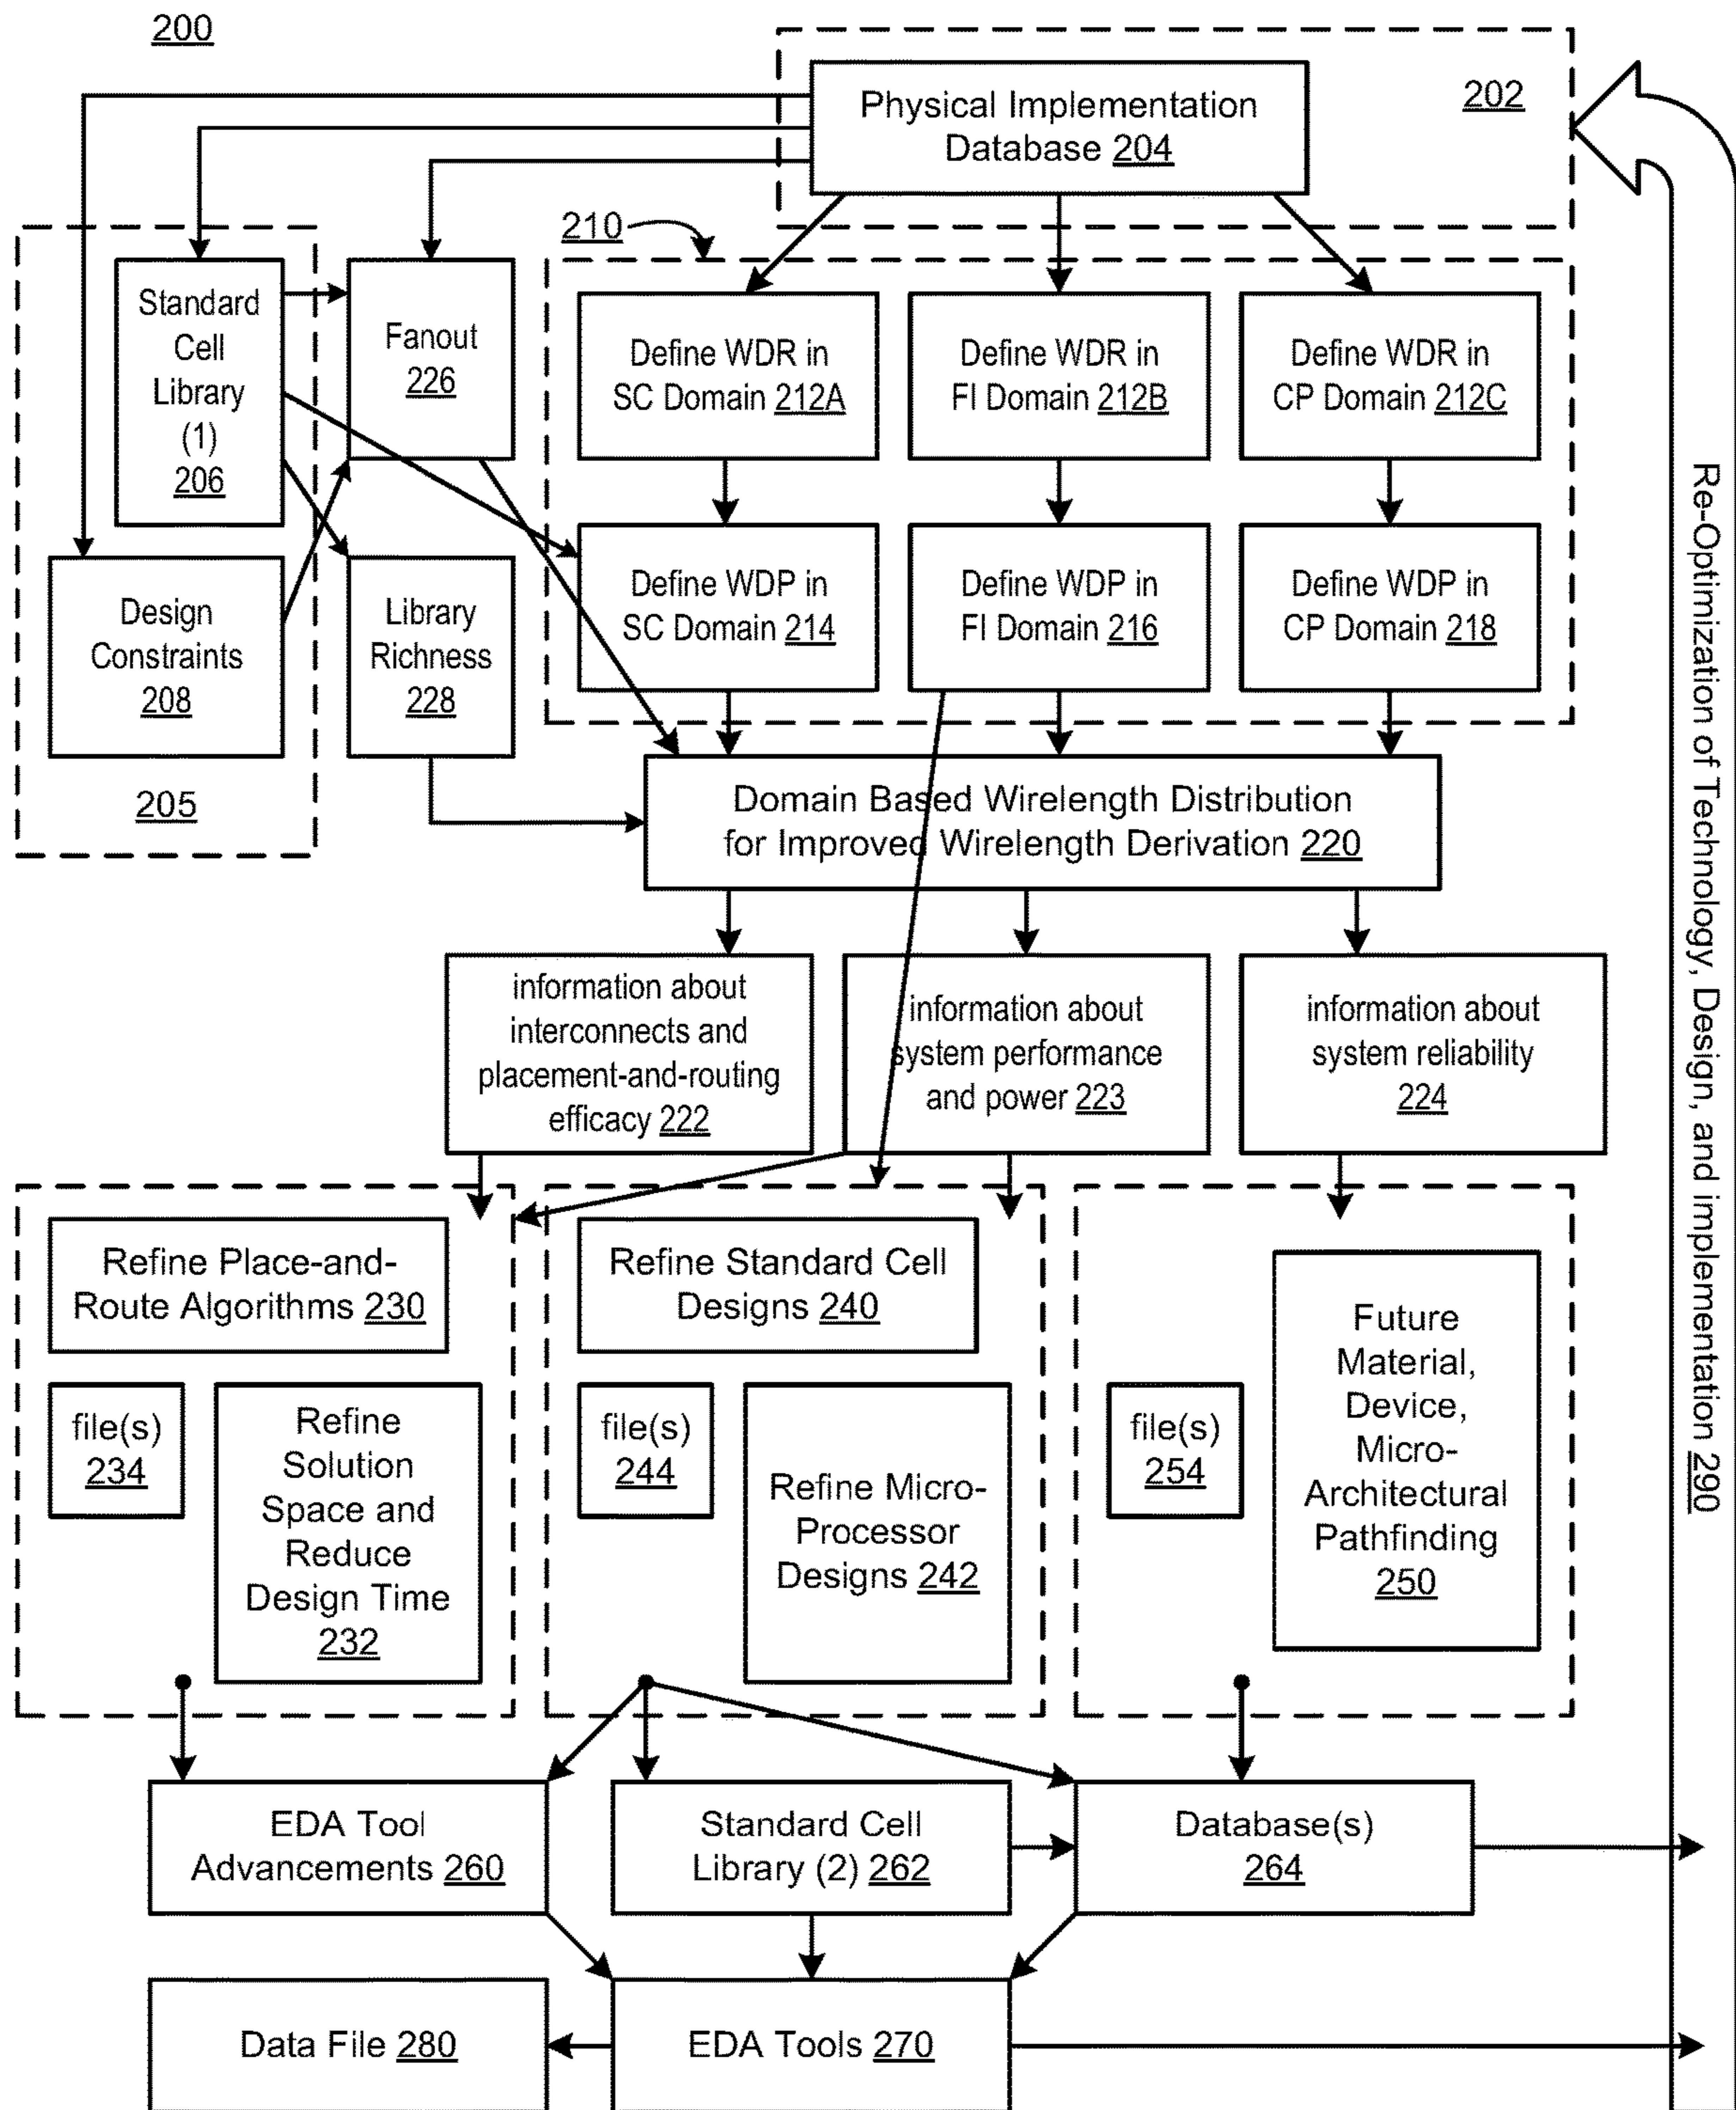 200
Physical Implementation
Database 204
202
210
Standard
Cell
Library
(1)
206
Fanout
226
Define WDR in
SC Domain 212A
Define WDR in
FI Domain 212B
Define WDR in
CP Domain 212C
Design
Constraints
208
Library
Richness
228
Define WDP in
SC Domain 214
Define WDP in
FI Domain 216
Define WDP in
CP Domain 218
205
Domain Based Wirelength Distribution
for Improved Wirelength Derivation 220
information about
interconnects and
placement-and-routing
efficacy 222
information about
system performance
and power 223
information about
system reliability
224
Refine Place-and-
Route Algorithms 230
file(s)
234
Refine
Solution
Space and
Reduce
Design Time
232
Refine Standard Cell
Designs 240
file(s)
244
Refine Micro-
Processor
Designs 242
file(s)
254
Future
Material,
Device,
Micro-
Architectural
Pathfinding
250
EDA Tool
Advancements 260
Standard Cell
Library (2) 262
Database(s)
264
Data File 280
EDA Tools 270
Re-Optimization of Technology, Design, and implementation 290